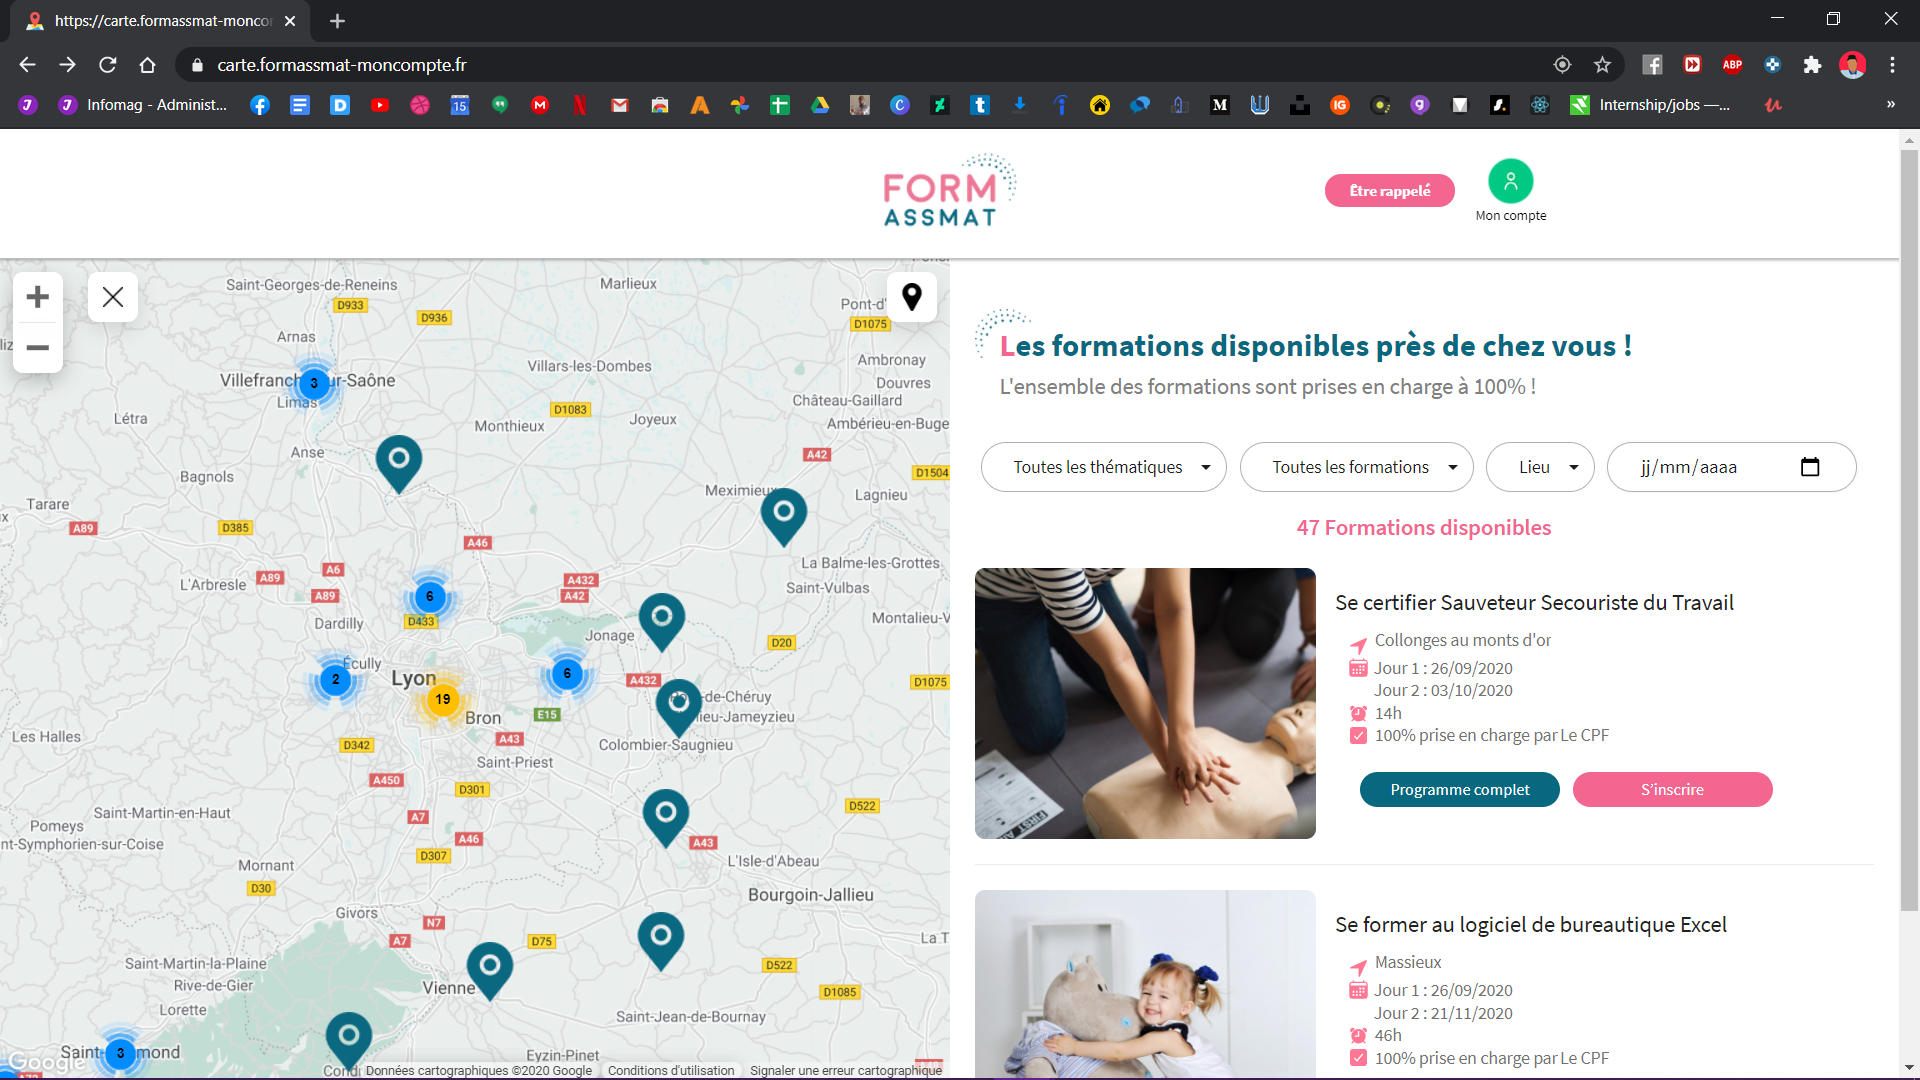 https://carte.formassmat-moncor
carte.formassmat-moncompte.fr
ABP
Infomag - Administ...
15
Internship/jobs —...
»
FORM
ASSMAT
Être rappelé
Mon compte
Saint-Georges-de-Reneins
Marlieux
D933
D936
Pont-d'
D1075
Arnas
Ambronay
Villars-les-Dombes
Villefranch
ur-Saône
3
Douvres
Limas
Château-Gaillard
Létra
D1083
Joyeux
Monthieux
Ambérieu-en-Buge
Anse
A42
Bagnols
D1504
Meximieux
Lagnieu
Tarare
A89
D385
A46
La Balme-les-Grottes
A6
L'Arbresle
A89
A432
Saint-Vulbas
A89
A42
6
Dardilly
D433
Jonage
Montalieu-V
D20
Écully
Lyon
2
6
A432
D1075
19
de-Chéruy
Bron
E15
ieu-Jameyzieu
Les Halles
D342
A43
Colombier-Saugnieu
Saint-Priest
A450
D301
D522
Saint-Martin-en-Haut
A7
Pomeys
A46
A43
nt-Symphorien-sur-Coise
D307
L'Isle-d'Abeau
Mornant
D30
Bourgoin-Jallieu
Givors
N7
A7
D75
La T
Saint-Martin-la-Plaine
D522
Rive-de-Gier
Vienne
D1085
Lorette
Saint-Jean-de-Bournay
Saint-
3
mond
Eyzin-Pinet
Google
Cond
Données cartographiques ©2020 Google
Conditions d'utilisation
Signaler une erreur cartographique
Les formations disponibles près de chez vous !
L'ensemble des formations sont prises en charge à 100% !
Toutes les thématiques
Toutes les formations
Lieu
jj/mm/aaaa
47 Formations disponibles
Se certifier Sauveteur Secouriste du Travail
Collonges au monts d'or
Jour 1 : 26/09/2020
Jour 2 : 03/10/2020
14h
100% prise en charge par Le CPF
Programme complet
S'inscrire
FIRST AID
Se former au logiciel de bureautique Excel
Massieux
Jour 1 : 26/09/2020
Jour 2 : 21/11/2020
46h
100% prise en charge par Le CPF